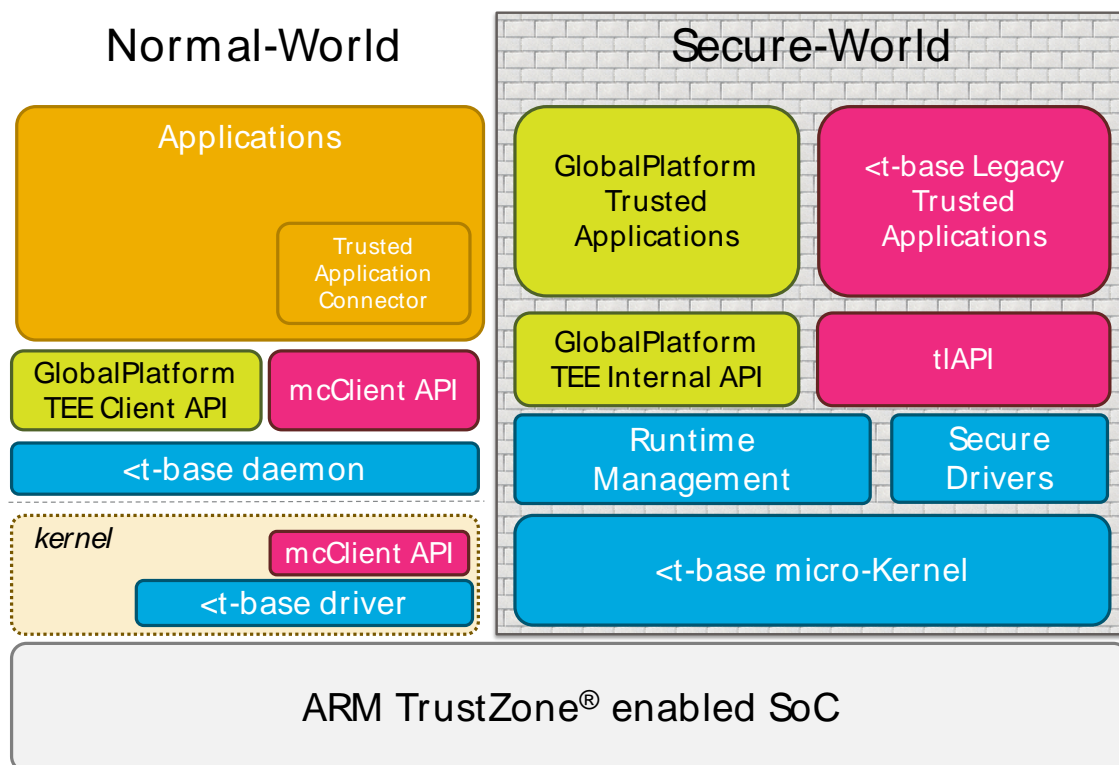 Normal-World
Applications
Trusted
Application
Connector
GlobalPlatform
TEE Client API
mcClient API
<t-base daemon
kernel
mcClient API
<t-base driver
Secure-World
GlobalPlatform
Trusted
Applications
<t-base Legacy
Trusted
Applications
GlobalPlatform
TEE Internal API
tlAPI
Runtime
Management
Secure
Drivers
<t-base micro-Kernel
ARM TrustZone® enabled SoC